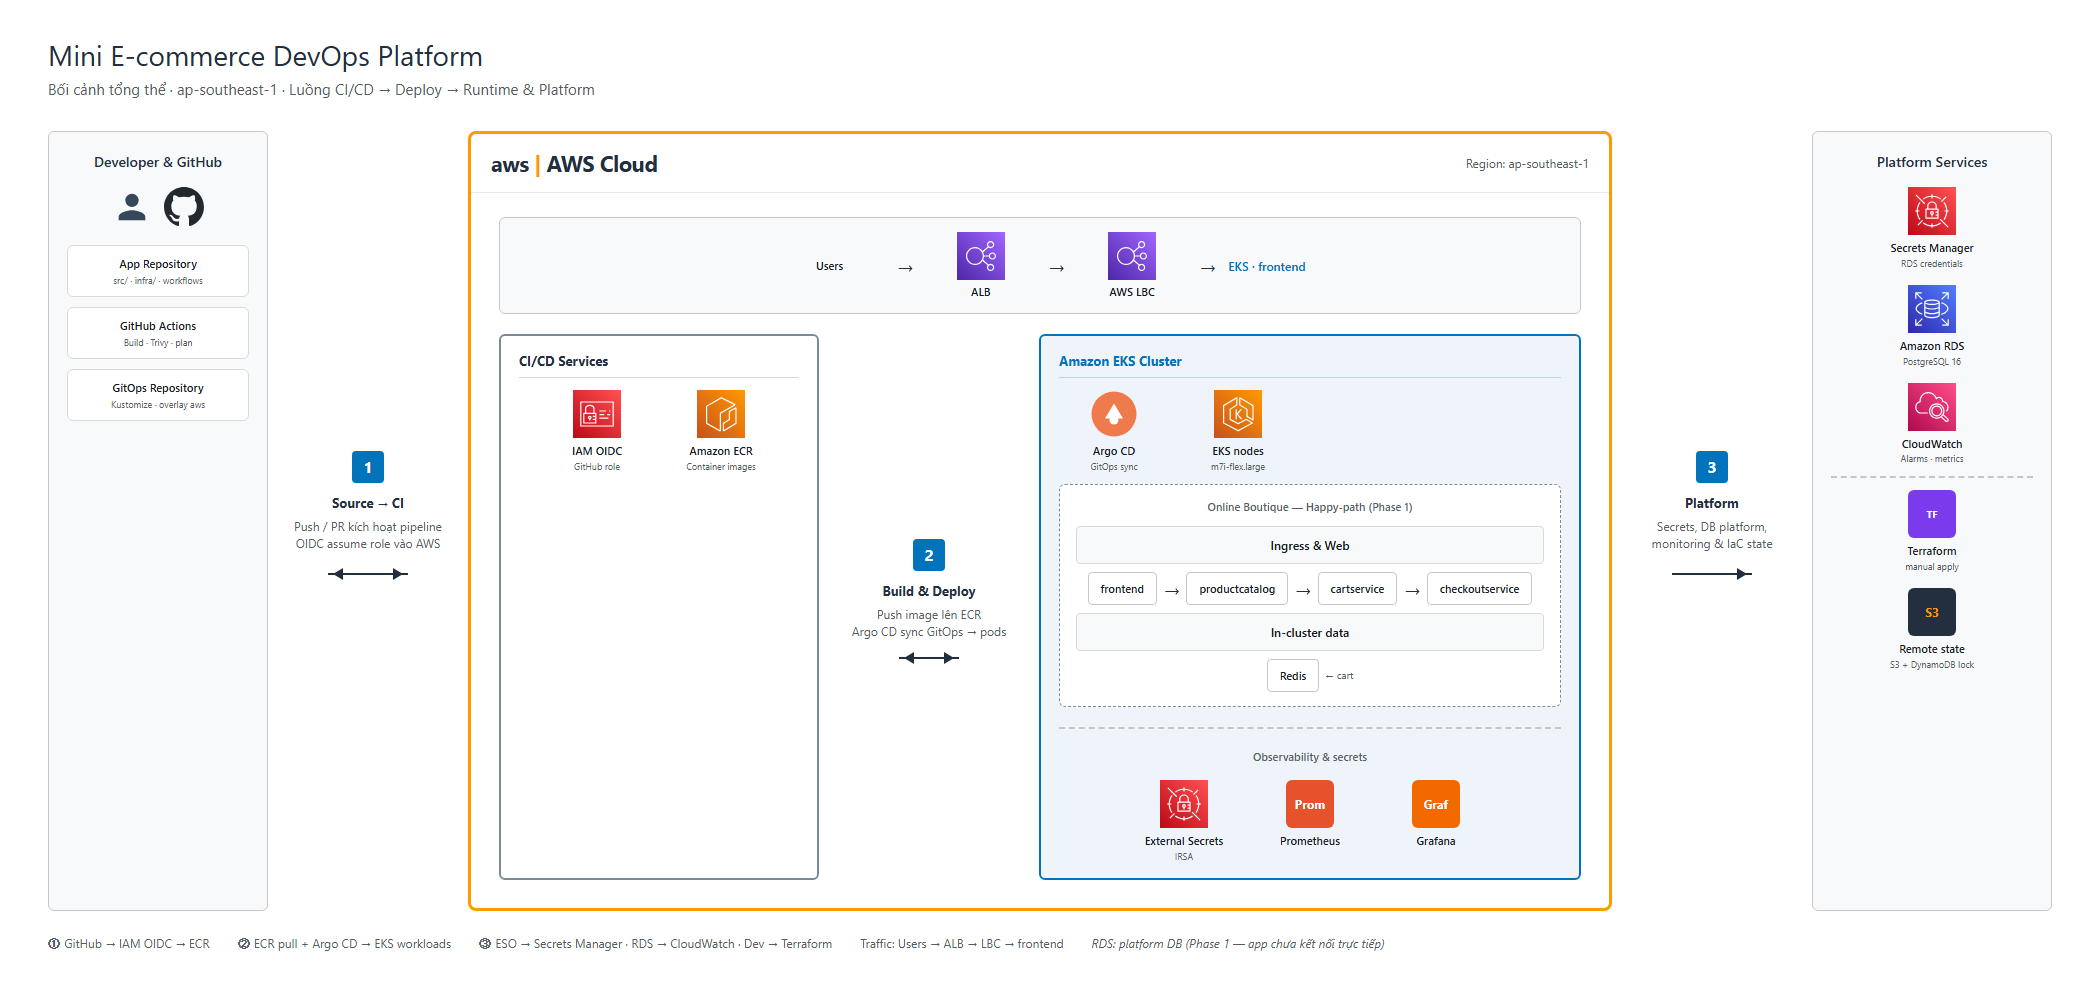 Mini E-commerce DevOps Platform
Bối cảnh tổng thể · ap-southeast-1 · Luồng CI/CD → Deploy → Runtime & Platform
Developer & GitHub
App Repository
src/ · infra/ · workflows
GitHub Actions
Build · Trivy · plan
GitOps Repository
Kustomize · overlay aws
1
Source → CI
Push / PR kích hoạt pipeline
OIDC assume role vào AWS
aws | AWS Cloud
Region: ap-southeast-1
Users → ALB → AWS LBC → EKS · frontend
CI/CD Services
IAM OIDC
GitHub role
Amazon ECR
Container images
2
Build & Deploy
Push image lên ECR
Argo CD sync GitOps → pods
Amazon EKS Cluster
Argo CD
GitOps sync
K
EKS nodes
m7i-flex.large
Online Boutique — Happy-path (Phase 1)
Ingress & Web
frontend → productcatalog → cartservice → checkoutservice
In-cluster data
Redis ← cart
Observability & secrets
External Secrets
IRSA
Prom
Prometheus
Graf
Grafana
3
Platform
Secrets, DB platform,
monitoring & IaC state
Platform Services
Secrets Manager
RDS credentials
Amazon RDS
PostgreSQL 16
CloudWatch
Alarms · metrics
TF
Terraform
manual apply
S3
Remote state
S3 + DynamoDB lock
① GitHub → IAM OIDC → ECR
② ECR pull + Argo CD → EKS workloads
③ ESO → Secrets Manager · RDS → CloudWatch · Dev → Terraform
Traffic: Users → ALB → LBC → frontend
RDS: platform DB (Phase 1 — app chưa kết nối trực tiếp)